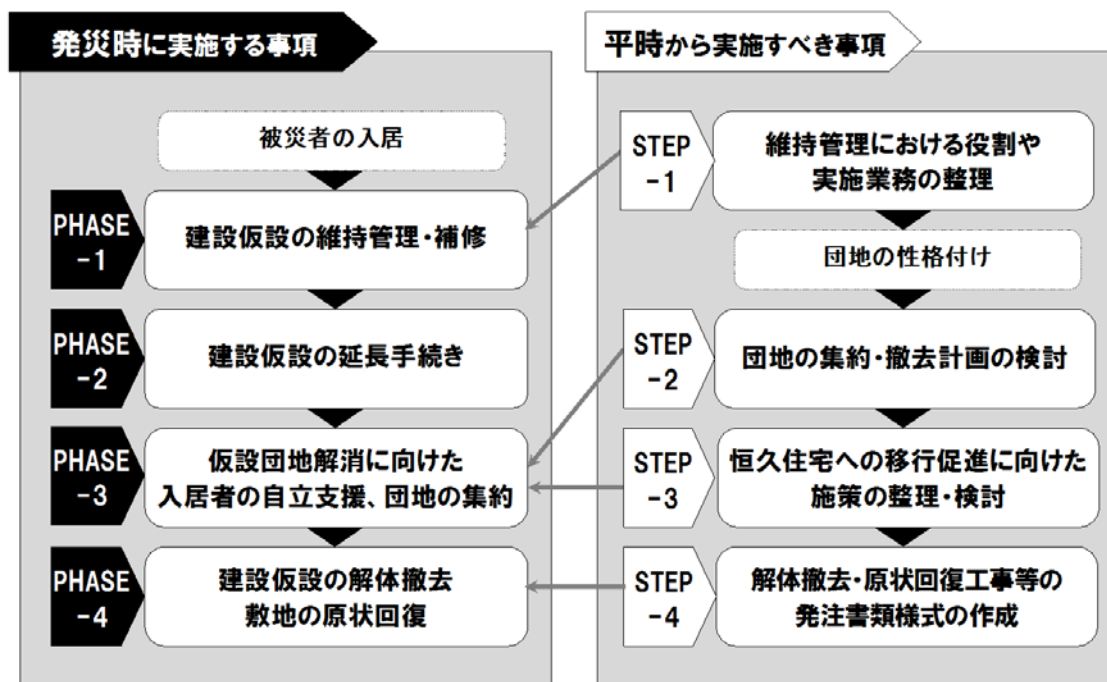 発災時に実施する事項
被災者の入居
PHASE
-1
建設仮設の維持管理・補修
PHASE
-2
建設仮設の延長手続き
PHASE
-3
仮設団地解消に向けた
入居者の自立支援、団地の集約
PHASE
-4
建設仮設の解体撤去
敷地の原状回復
平時から実施すべき事項
STEP
-1
維持管理における役割や
実施業務の整理
団地の性格付け
STEP
-2
団地の集約・撤去計画の検討
STEP
-3
恒久住宅への移行促進に向けた
施策の整理・検討
STEP
-4
解体撤去・原状回復工事等の
発注書類様式の作成